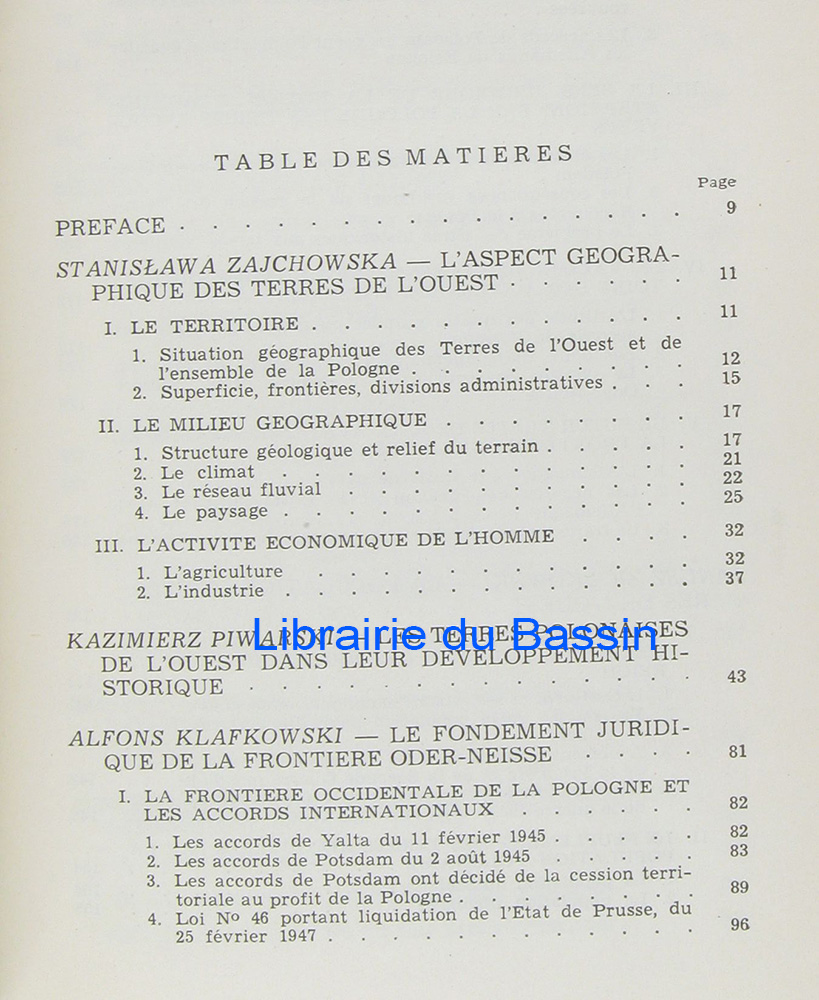 TABLE DES MATIERES
Page
PREFACE . . . . . . . . . . . . . . . . 9
STANISŁAWA ZAJCHOWSKA — L'ASPECT GEOGRA-
PHIQUE DES TERRES DE L'OUEST . . . . . . 11
I. LE TERRITOIRE . . . . . . . . . . . . 11
1. Situation géographique des Terres de l'Ouest et de
l'ensemble de la Pologne . . . . . . . . 12
2. Superficie, frontières, divisions administratives . . . 15
II. LE MILIEU GEOGRAPHIQUE . . . . . . . . 17
1. Structure géologique et relief du terrain . . . . . 17
2. Le climat . . . . . . . . . . . . 21
3. Le réseau fluvial . . . . . . . . . . 22
4. Le paysage . . . . . . . . . . . . 25
III. L'ACTIVITE ECONOMIQUE DE L'HOMME . . . . 32
1. L'agriculture . . . . . . . . . . . 32
2. L'industrie . . . . . . . . . . . . 37
Librairie du Bassin
KAZIMIERZ PIWARSKI — LES TERRES POLONAISES
DE L'OUEST DANS LEUR DEVELOPPEMENT HI-
STORIQUE . . . . . . . . . . . . . . 43
ALFONS KLAFKOWSKI — LE FONDEMENT JURIDI-
QUE DE LA FRONTIERE ODER-NEISSE . . . . 81
I. LA FRONTIERE OCCIDENTALE DE LA POLOGNE ET
LES ACCORDS INTERNATIONAUX . . . . . . 82
1. Les accords de Yalta du 11 février 1945 . . . . . 82
2. Les accords de Potsdam du 2 août 1945 . . . . . 83
3. Les accords de Potsdam ont décidé de la cession terri-
toriale au profit de la Pologne . . . . . . . 89
4. Loi Nº 46 portant liquidation de l'Etat de Prusse, du
25 février 1947 . . . . . . . . . . . 96